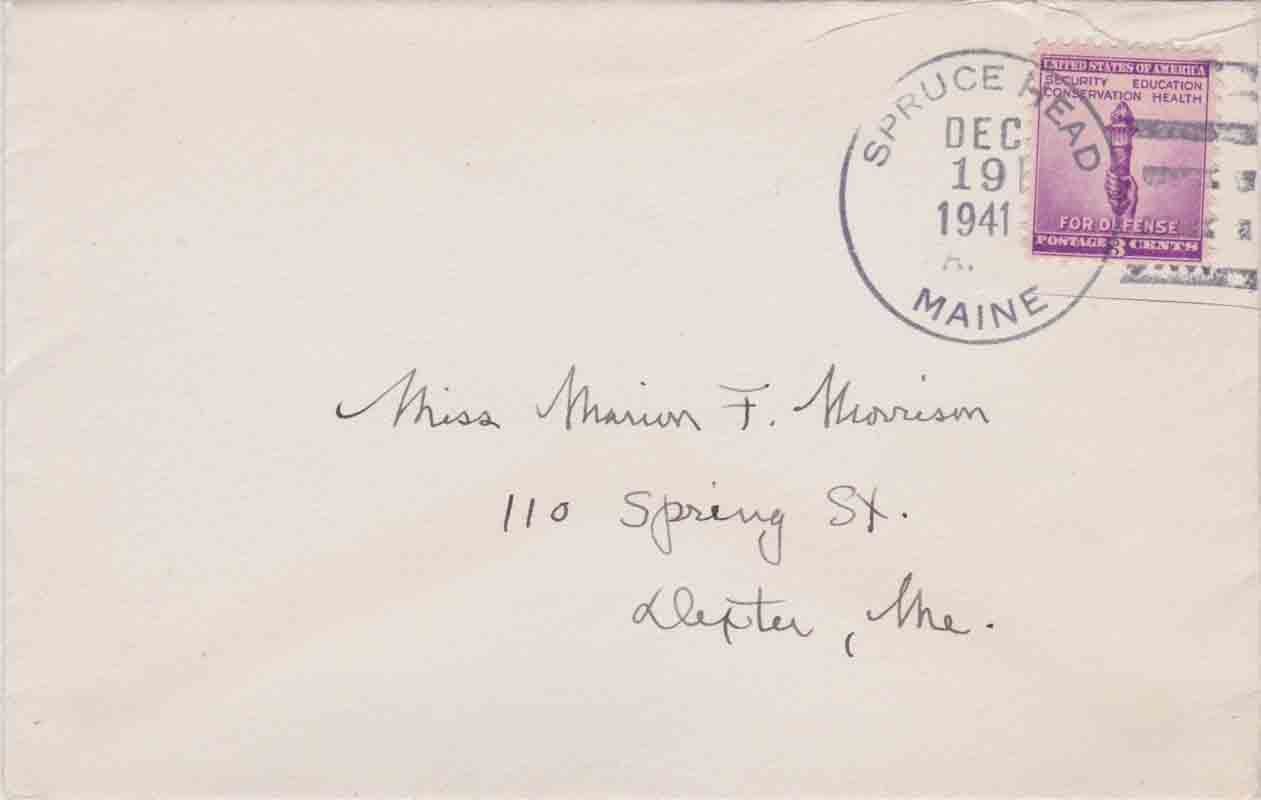 SPRUCE HEAD
DEC
19
1941
A.
MAINE
UNITED STATES OF AMERICA
SECURITY EDUCATION
CONSERVATION HEALTH
FOR DEFENSE
POSTAGE 3 CENTS
Miss Marion F. Morrison
110 Spring St.
Dexter, Me.